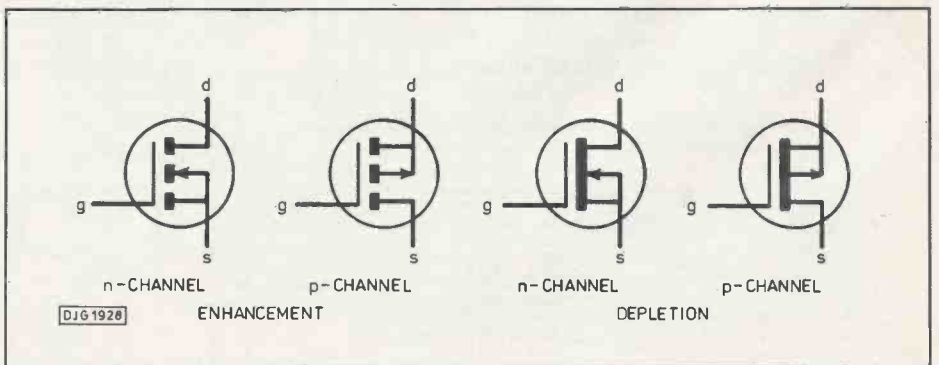 d d d d
g g g g
s s s s
n-CHANNEL p-CHANNEL n-CHANNEL p-CHANNEL
DJG1928 ENHANCEMENT DEPLETION